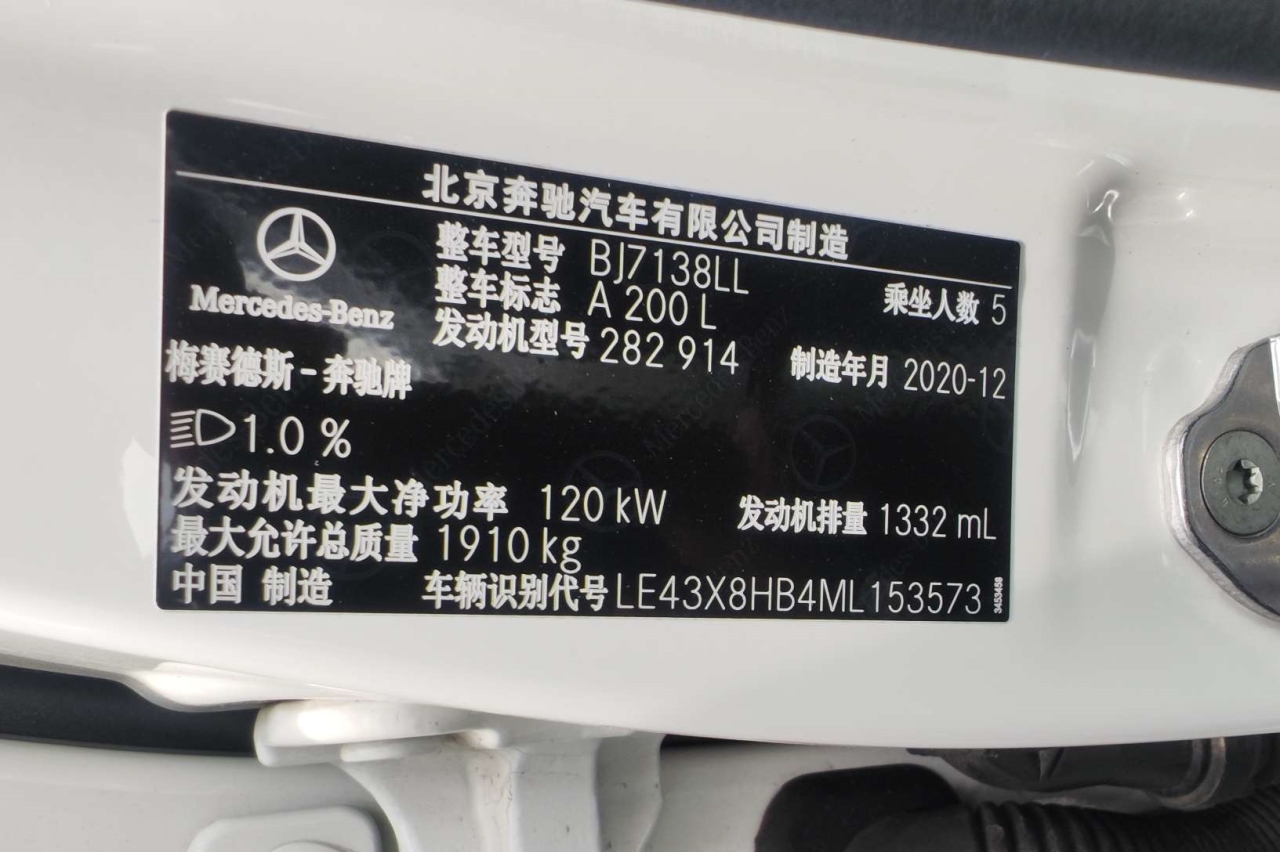 北京奔驰汽车有限公司制造
Mercedes-Benz
整车型号 BJ7138LL
整车标志 A 200 L
乘坐人数 5
发动机型号 282 914
制造年月 2020-12
梅赛德斯-奔驰牌
1.0 %
发动机最大净功率 120 kW
发动机排量 1332 mL
最大允许总质量 1910 kg
中国 制造
车辆识别代号 LE43X8HB4ML153573
3453458